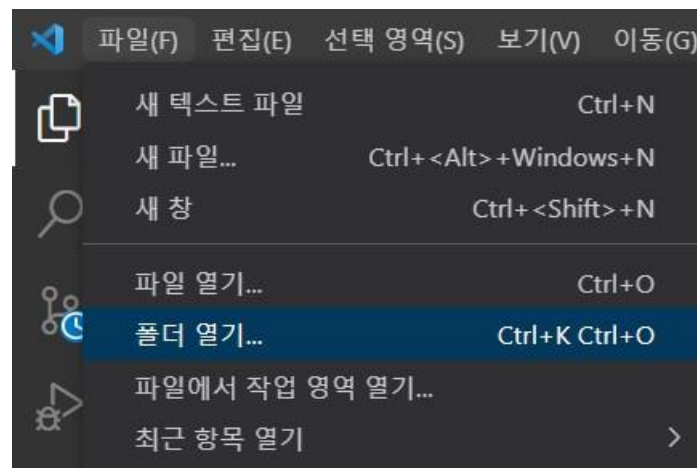 파일(F) 편집(E) 선택 영역(S) 보기(V) 이동(G)
새 텍스트 파일 Ctrl+N
새 파일... Ctrl+<Alt>+Windows+N
새 창 Ctrl+<Shift>+N
파일 열기... Ctrl+O
폴더 열기... Ctrl+K Ctrl+O
파일에서 작업 영역 열기...
최근 항목 열기